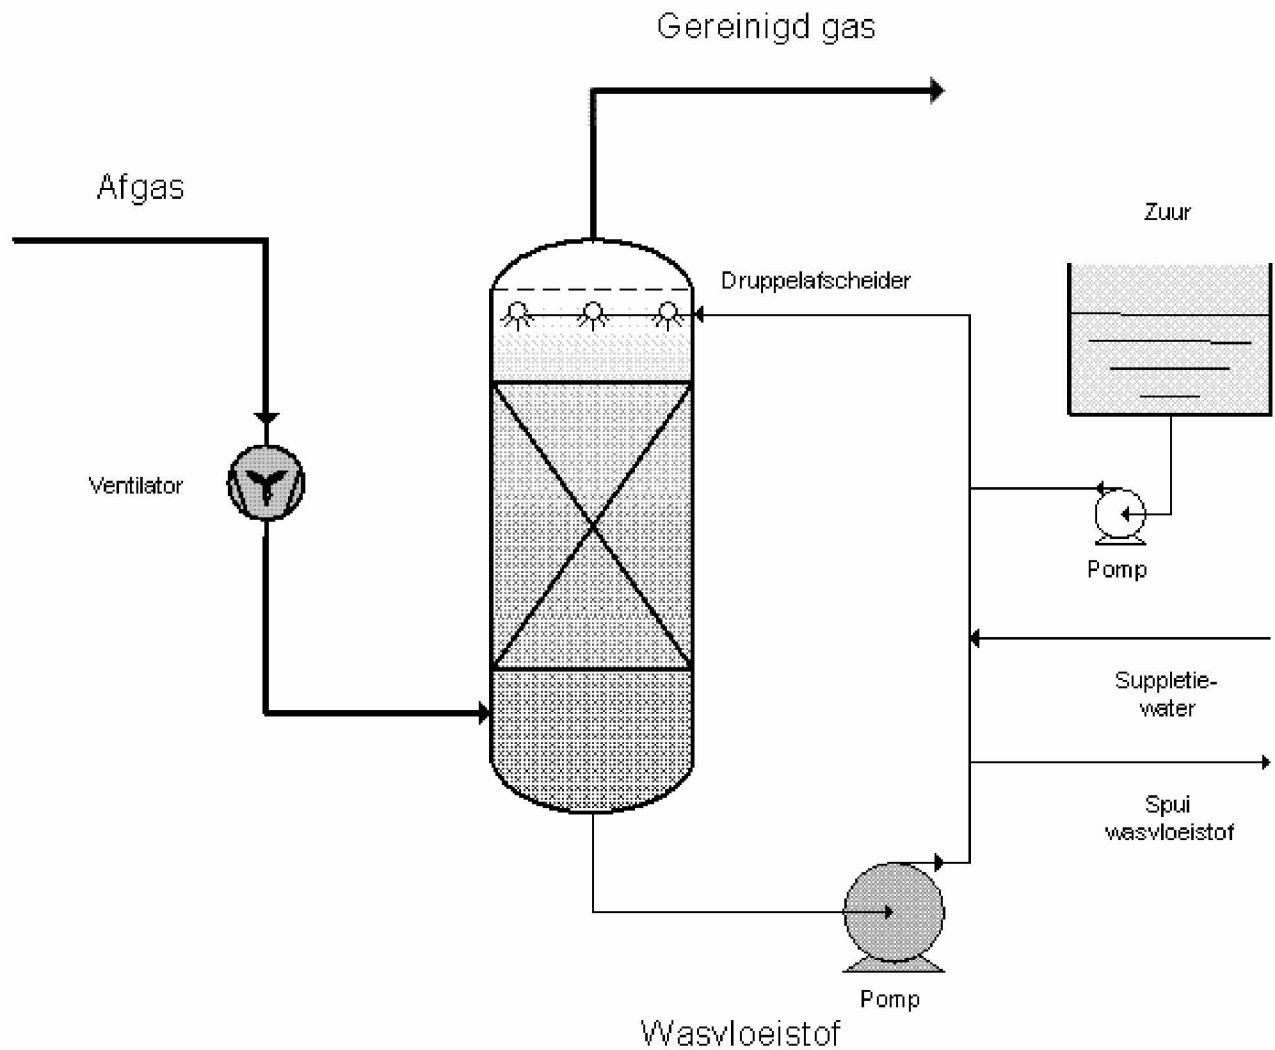 Gereinigd gas
Afgas
Zuur
Druppelafscheider
Ventilator
Pomp
Suppletie-
water
Spui
wasvloeistof
Pomp
Wasvloeistof